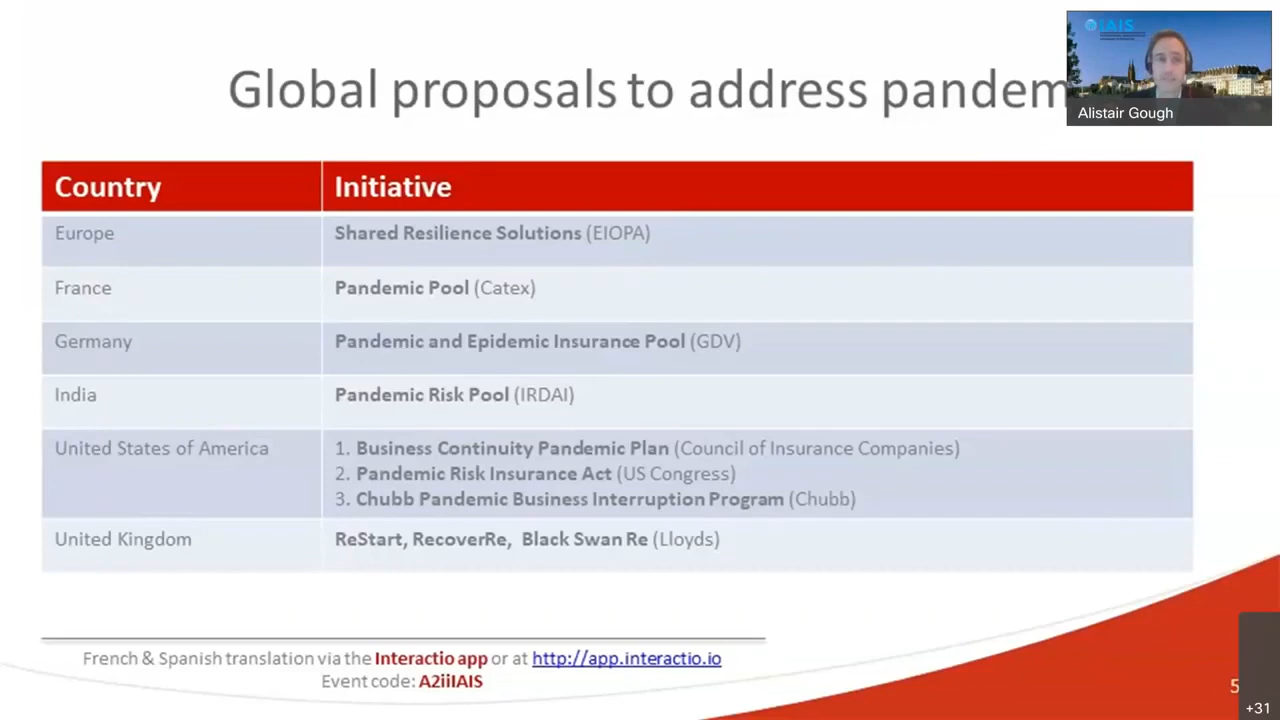 IAIS
Global proposals to address pandem
Alistair Gough
Country Initiative
Europe Shared Resilience Solutions (EIOPA)
France Pandemic Pool (Catex)
Germany Pandemic and Epidemic Insurance Pool (GDV)
India Pandemic Risk Pool (IRDAI)
United States of America 1. Business Continuity Pandemic Plan (Council of Insurance Companies)
2. Pandemic Risk Insurance Act (US Congress)
3. Chubb Pandemic Business Interruption Program (Chubb)
United Kingdom ReStart, RecoverRe, Black Swan Re (Lloyds)
French & Spanish translation via the Interactio app or at http://app.interactio.io
Event code: A2iiIAIS
5
+31